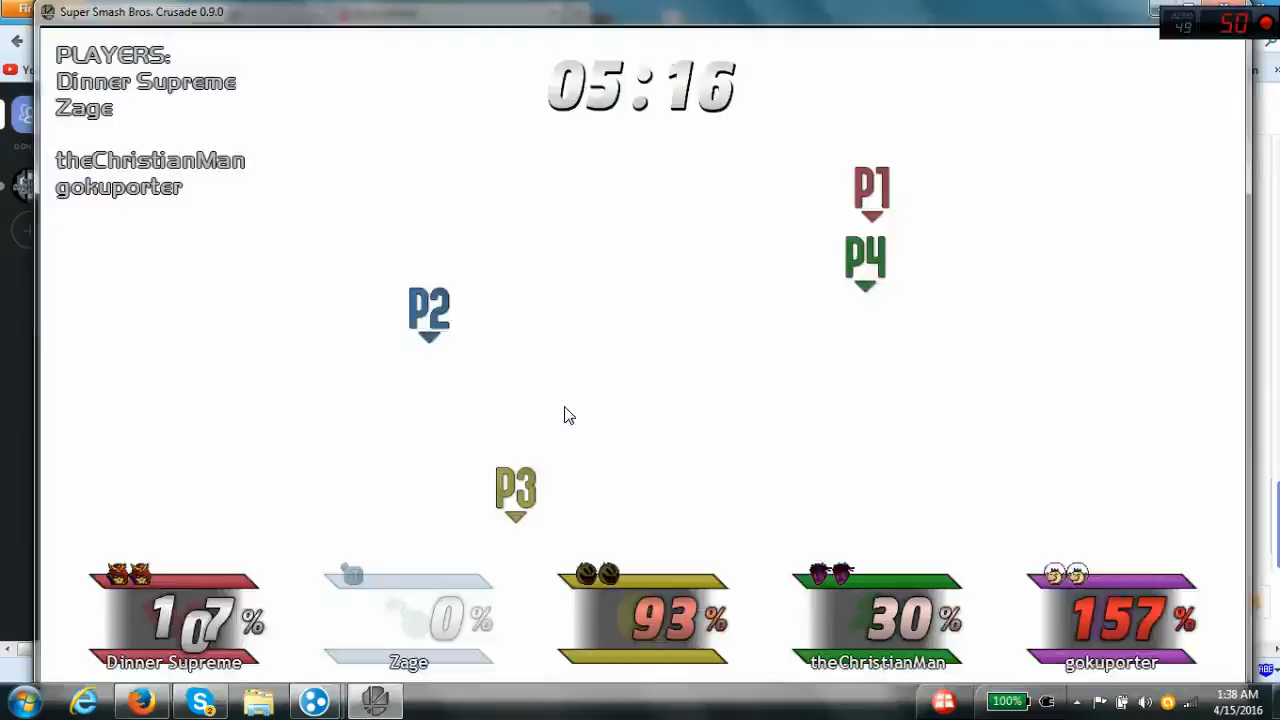 Super Smash Bros. Crusade 0.9.0
49
50
PLAYERS:
Dinner Supreme
Zage
theChristianMan
gokuporter
05:16
P1
P4
P2
P3
107%
0%
93%
30%
157%
Dinner Supreme
Zage
theChristianMan
gokuporter
100%
1:38 AM
4/15/2016